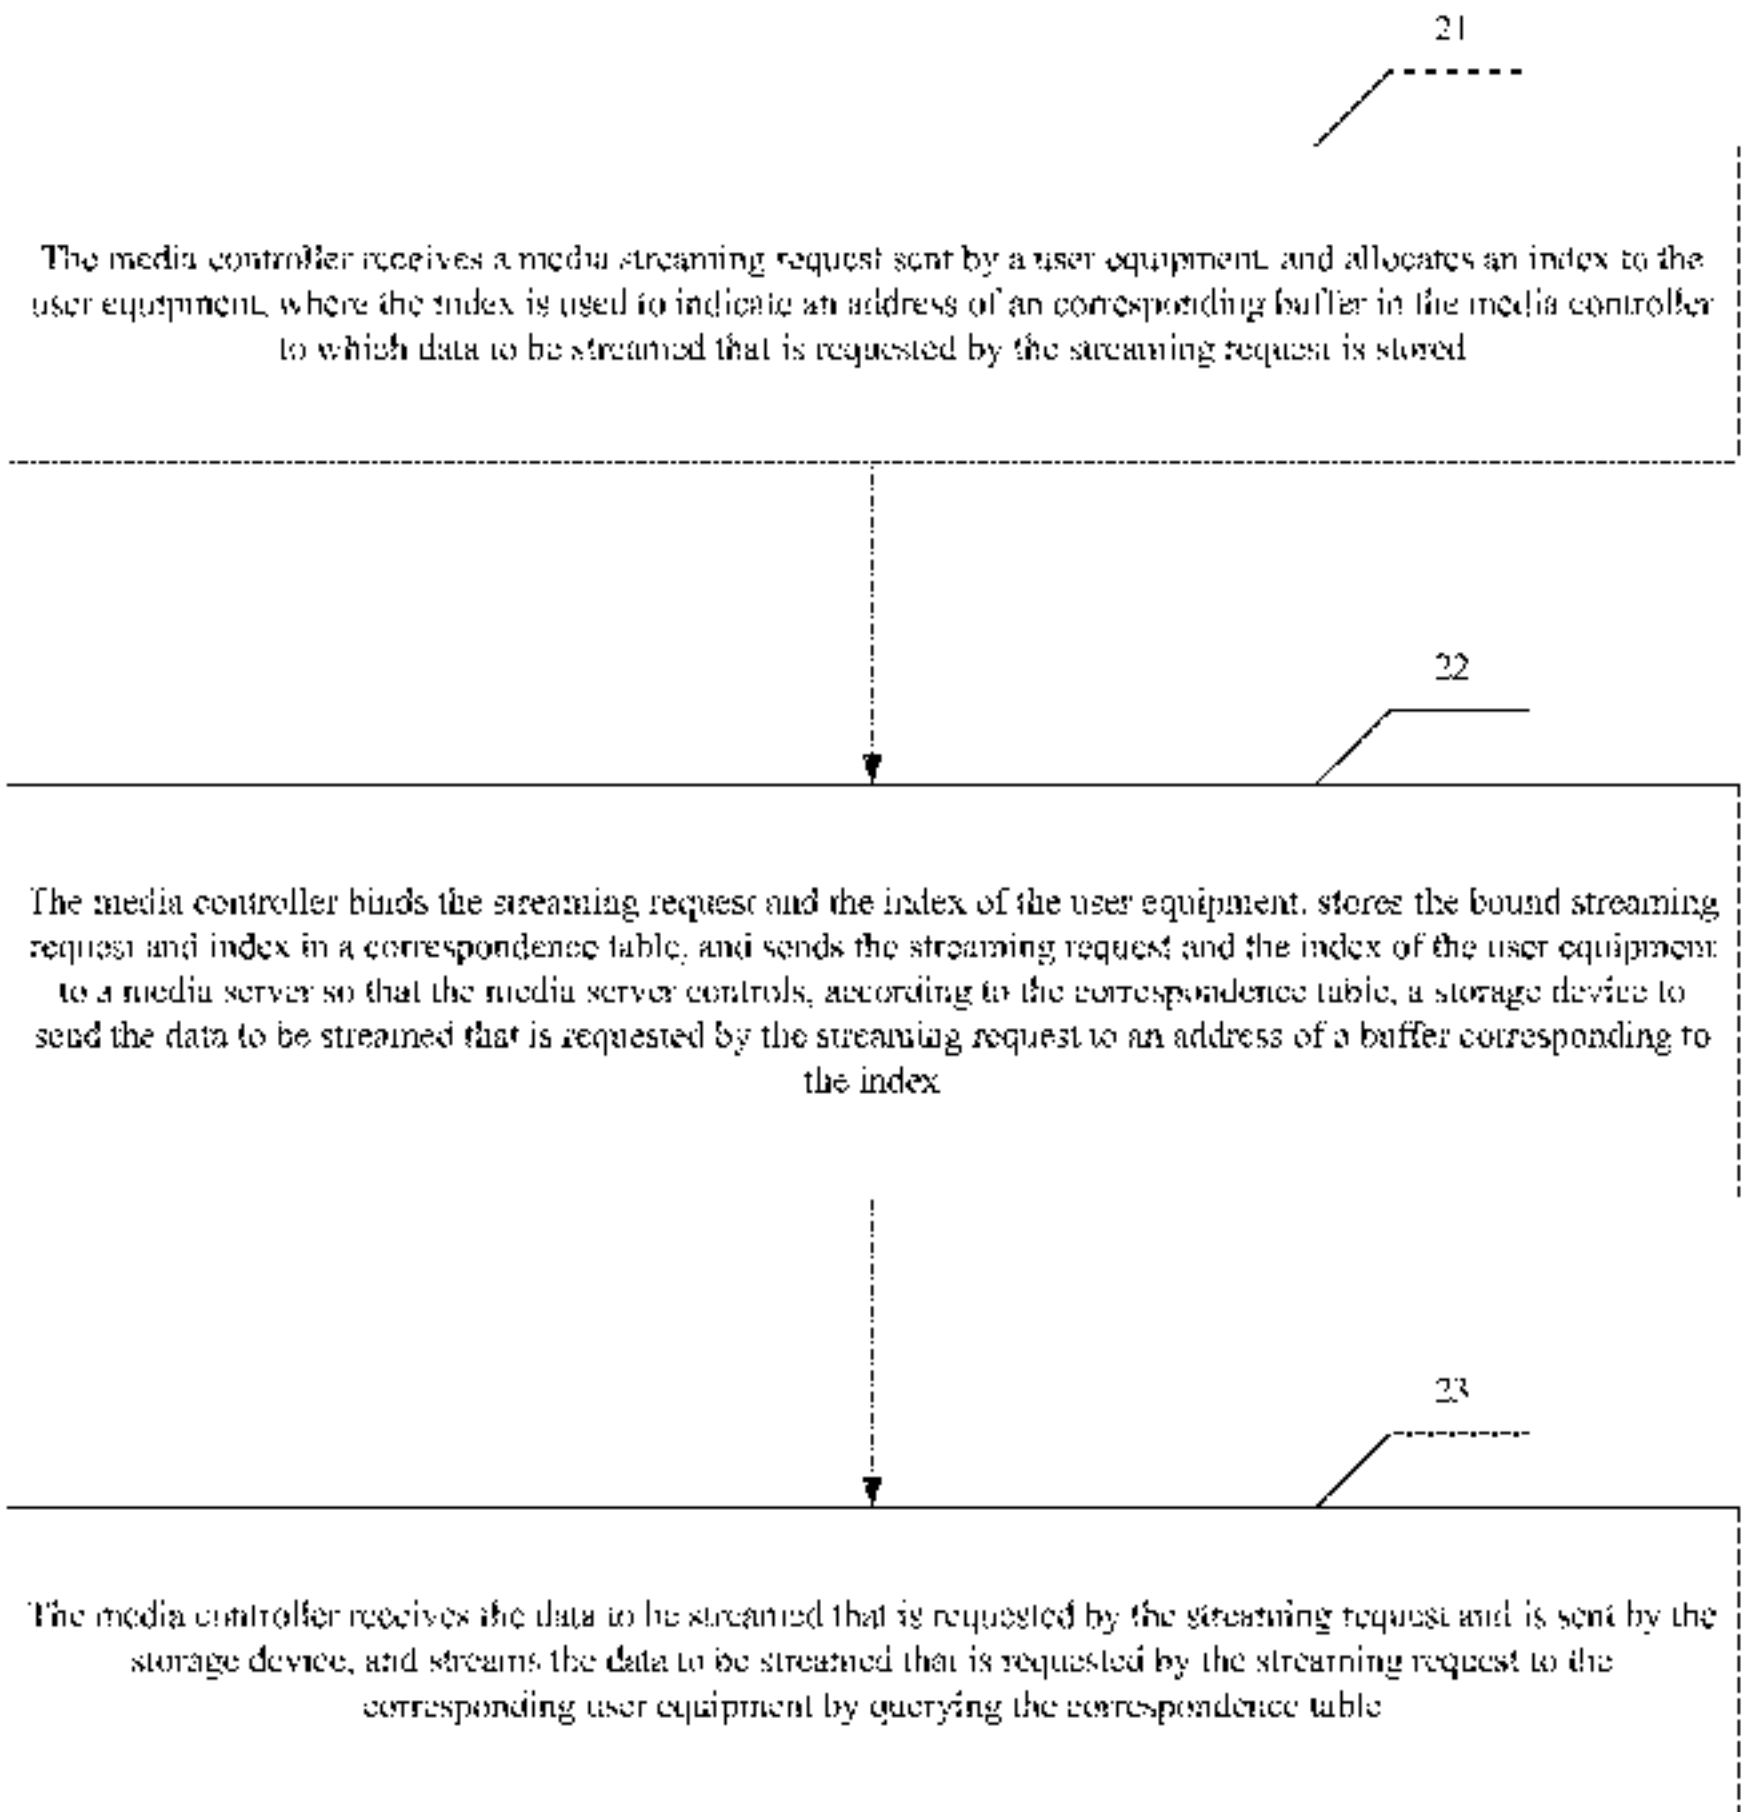 21
The media controller receives a media streaming request sent by a user equipment, and allocates an index to the
user equipment, where the index is used to indicate an address of an corresponding buffer in the media controller
to which data to be streamed that is requested by the streaming request is stored
22
The media controller binds the streaming request and the index of the user equipment, stores the bound streaming
request and index in a correspondence table, and sends the streaming request and the index of the user equipment
to a media server so that the media server controls, according to the correspondence table, a storage device to
send the data to be streamed that is requested by the streaming request to an address of a buffer corresponding to
the index
23
The media controller receives the data to be streamed that is requested by the streaming request and is sent by the
storage device, and streams the data to be streamed that is requested by the streaming request to the
corresponding user equipment by querying the correspondence table